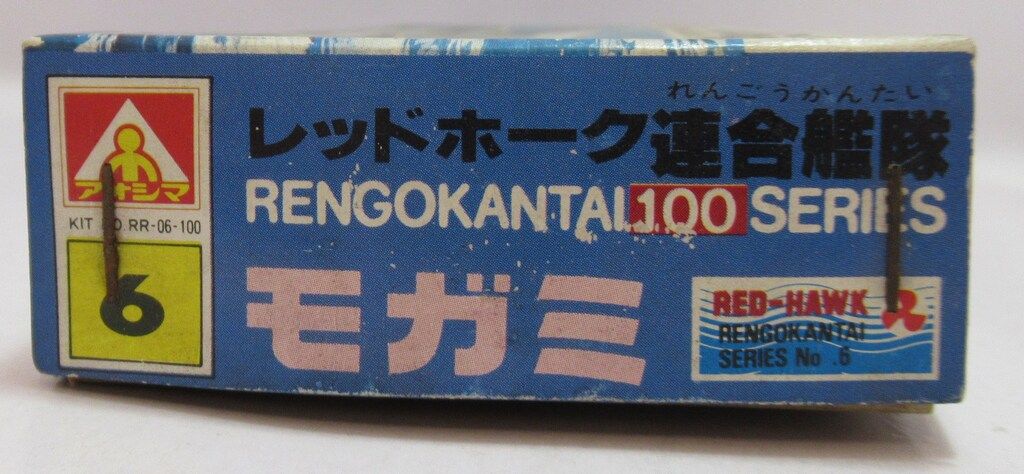 アオシマ
KIT NO.RR-06-100
6
れんごうかんたい
レッドホーク連合艦隊
RENGOKANTAI 100 SERIES
モガミ
RED-HAWK
RENGOKANTAI
SERIES No .6